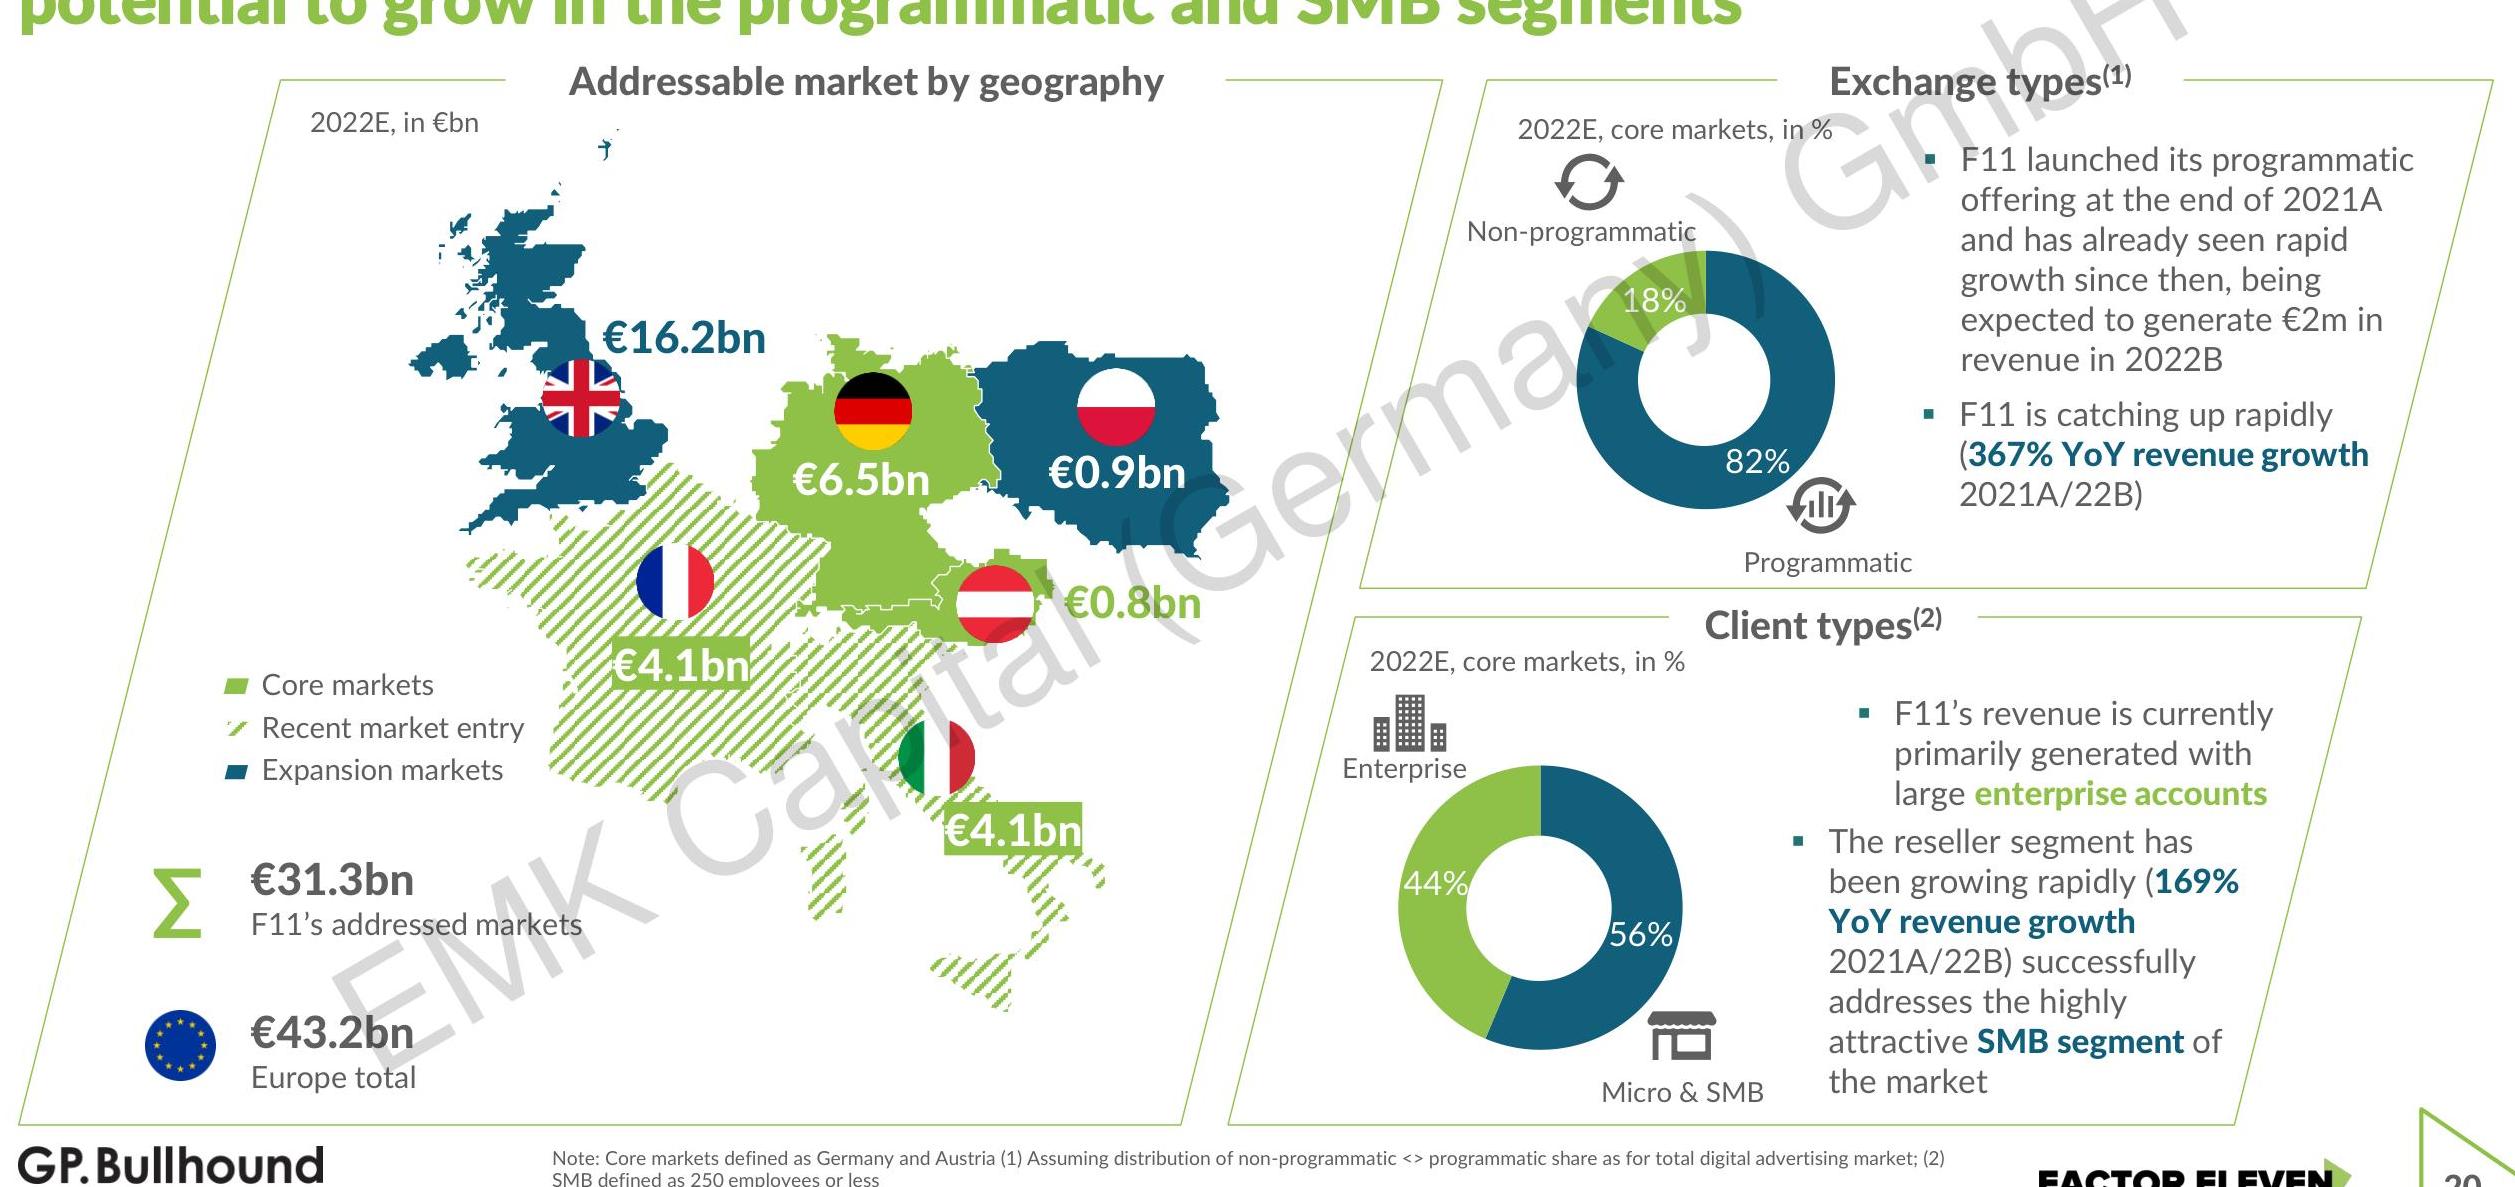 potential to grow in the programmatic and SMB segments
Addressable market by geography
2022E, in €bn
€16.2bn
€6.5bn
€0.9bn
€0.8bn
€4.1bn
€4.1bn
Core markets
Recent market entry
Expansion markets
€31.3bn
F11’s addressed markets
€43.2bn
Europe total
Exchange types(1)
2022E, core markets, in %
Non-programmatic
18%
82%
Programmatic
▪ F11 launched its programmatic
offering at the end of 2021A
and has already seen rapid
growth since then, being
expected to generate €2m in
revenue in 2022B
▪ F11 is catching up rapidly
(367% YoY revenue growth
2021A/22B)
Client types(2)
2022E, core markets, in %
Enterprise
44%
56%
Micro & SMB
▪ F11’s revenue is currently
primarily generated with
large enterprise accounts
▪ The reseller segment has
been growing rapidly (169%
YoY revenue growth
2021A/22B) successfully
addresses the highly
attractive SMB segment of
the market
EMK Capital (Germany) GmbH
GP.Bullhound
Note: Core markets defined as Germany and Austria (1) Assuming distribution of non-programmatic <> programmatic share as for total digital advertising market; (2)
SMB defined as 250 employees or less
FACTOR ELEVEN
20